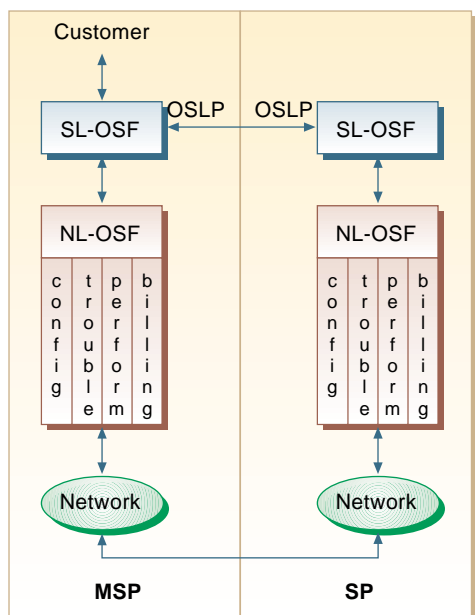 Customer
OSLP OSLP
SL-OSF SL-OSF
NL-OSF NL-OSF
config trouble perform billing config trouble perform billing
Network Network
MSP SP